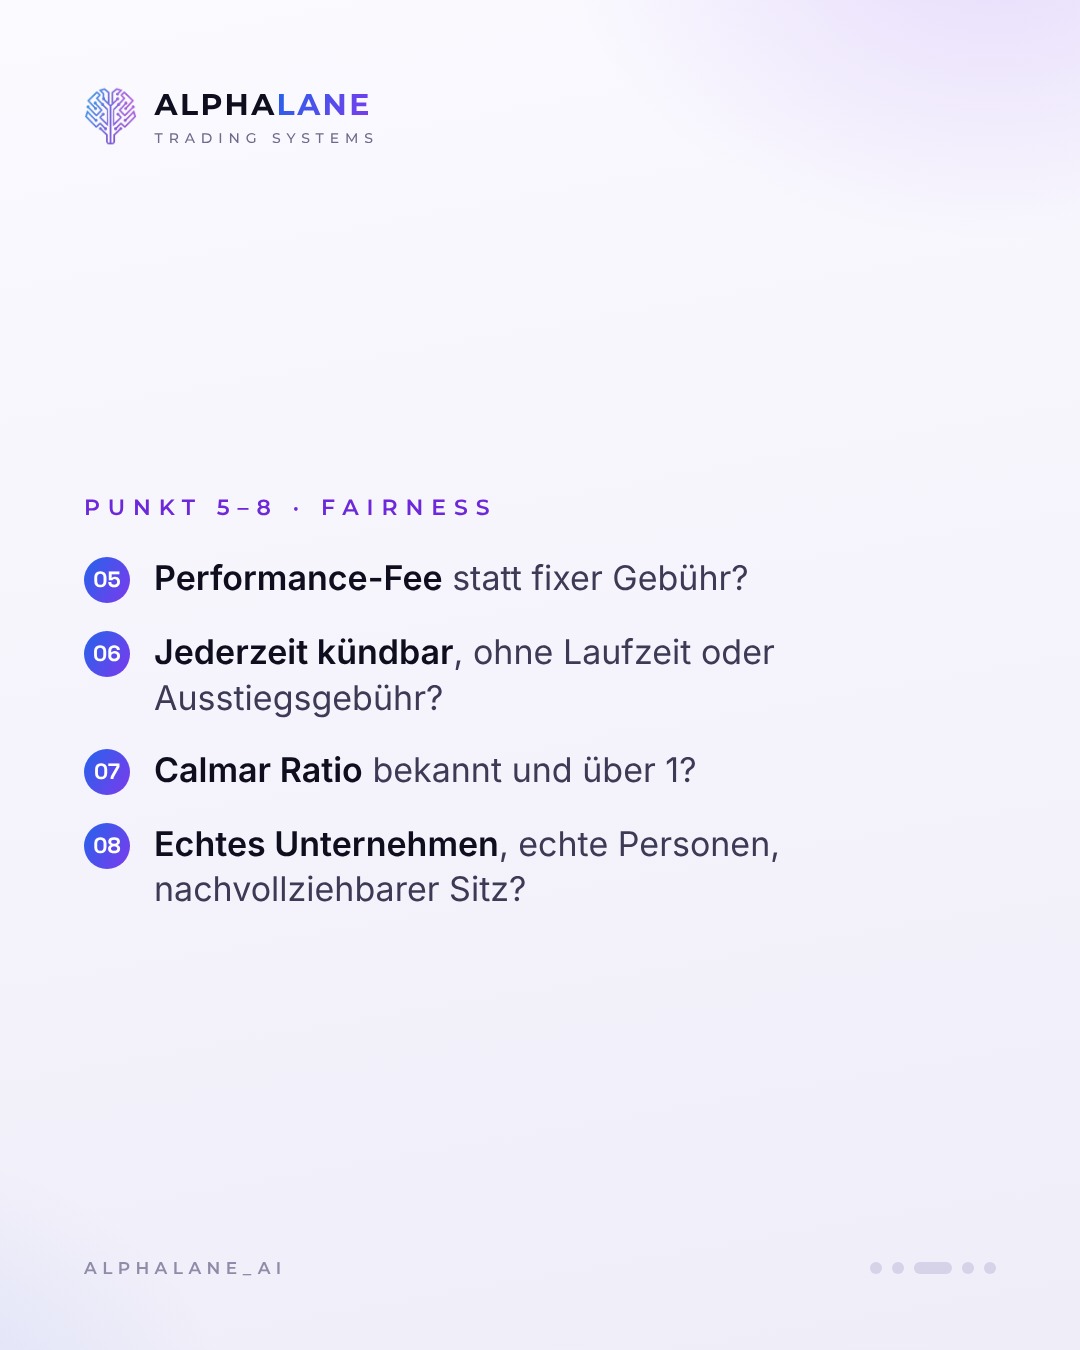 ALPHALANE
TRADING SYSTEMS
PUNKT 5–8 · FAIRNESS
05 Performance-Fee statt fixer Gebühr?
06 Jederzeit kündbar, ohne Laufzeit oder
Ausstiegsgebühr?
07 Calmar Ratio bekannt und über 1?
08 Echtes Unternehmen, echte Personen,
nachvollziehbarer Sitz?
ALPHALANE_AI